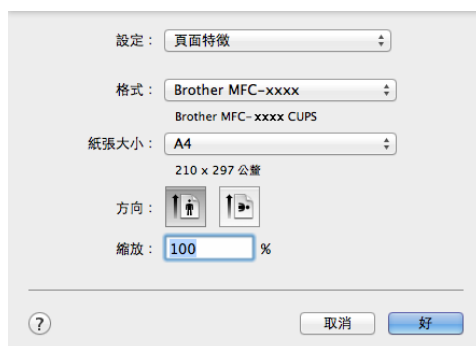 設定： 頁面特徵
格式： Brother MFC-xxxx
Brother MFC-xxxx CUPS
紙張大小： A4
210 x 297 公釐
方向：
縮放： 100 %
? 取消 好